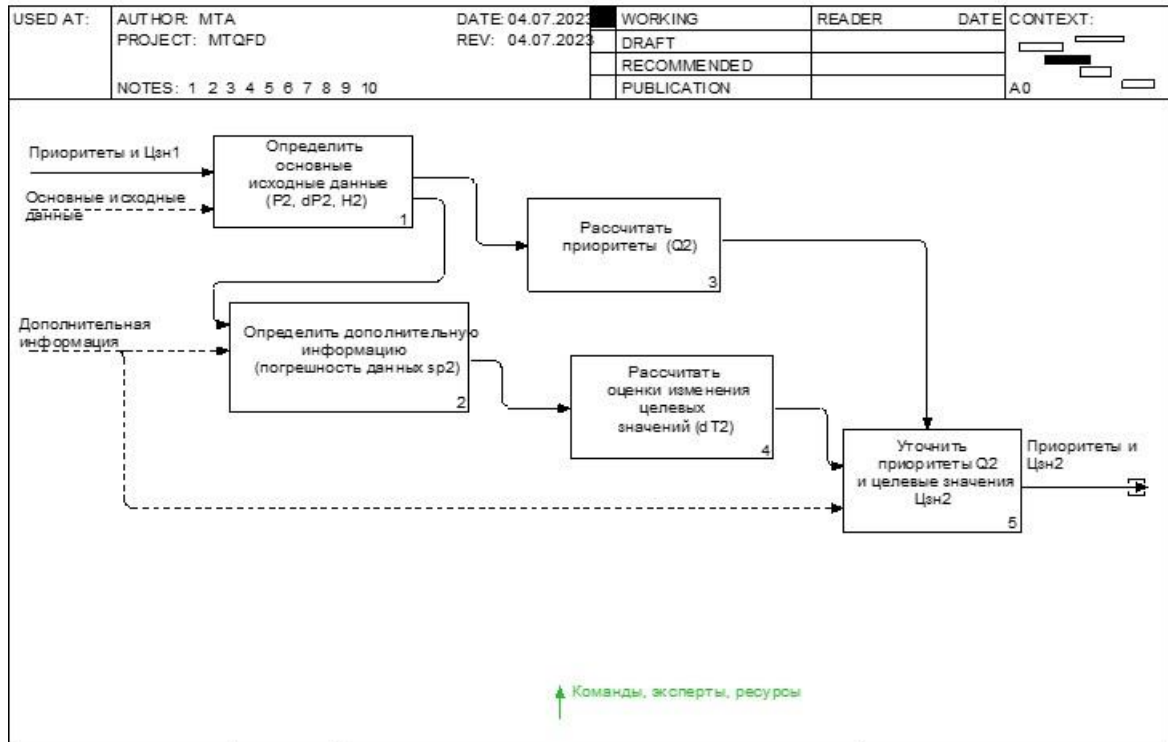 USED AT:
AUTHOR: MTA
DATE: 04.07.2023
PROJECT: MTQFD
REV: 04.07.2023
NOTES: 1 2 3 4 5 6 7 8 9 10
WORKING
DRAFT
RECOMMENDED
PUBLICATION
READER
DATE
CONTEXT:
A0
Приоритеты и Цзн1
Основные исходные
данные
Определить
основные
исходные данные
(P2, dP2, H2)
1
Рассчитать
приоритеты (Q2)
3
Дополнительная
информация
Определить дополнительную
информацию
(погрешность данных sp2)
2
Рассчитать
оценки изменения
целевых
значений (dT2)
4
Уточнить
приоритеты Q2
и целевые значения
Цзн2
5
Приоритеты и
Цзн2
Команды, эксперты, ресурсы